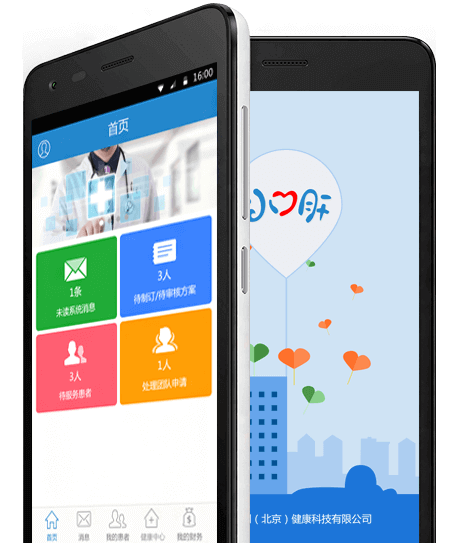 16:00
首页
1条
未读系统消息
3人
待制订/待审核方案
3人
待服务患者
1人
处理团队申请
首页
消息
我的患者
健康中心
我的财务
肝
（北京）健康科技有限公司